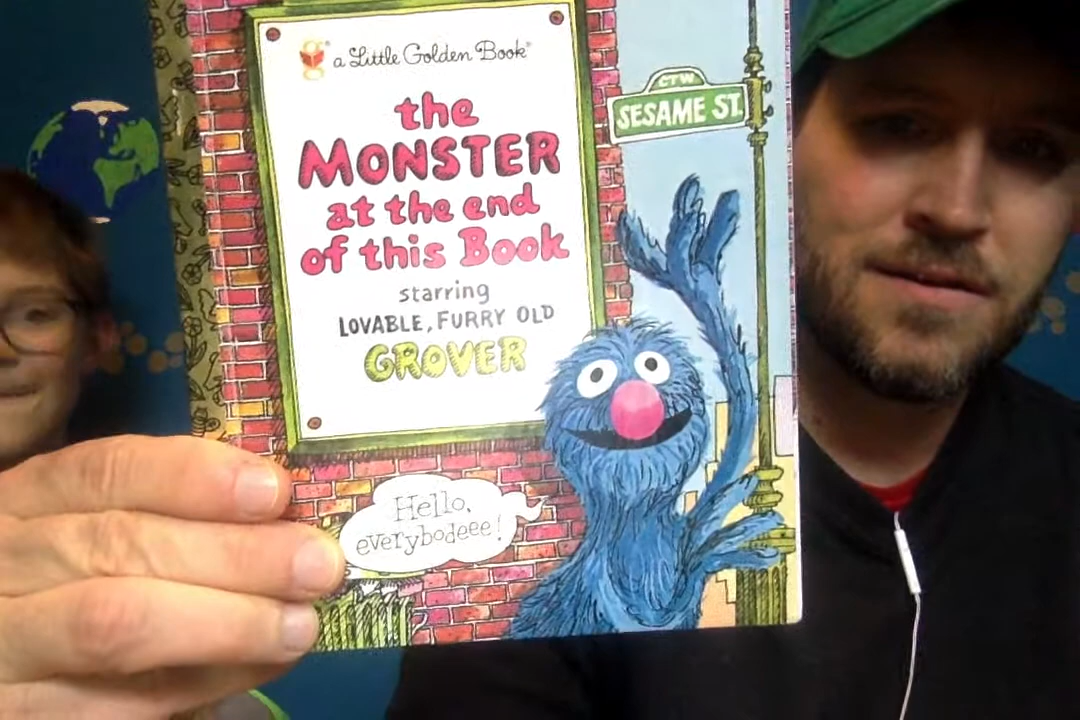 a Little Golden Book®
the
MONSTER
at the end
of this Book
starring
LOVABLE, FURRY OLD
GROVER
CTW
SESAME ST.
Hello,
everybodeee!